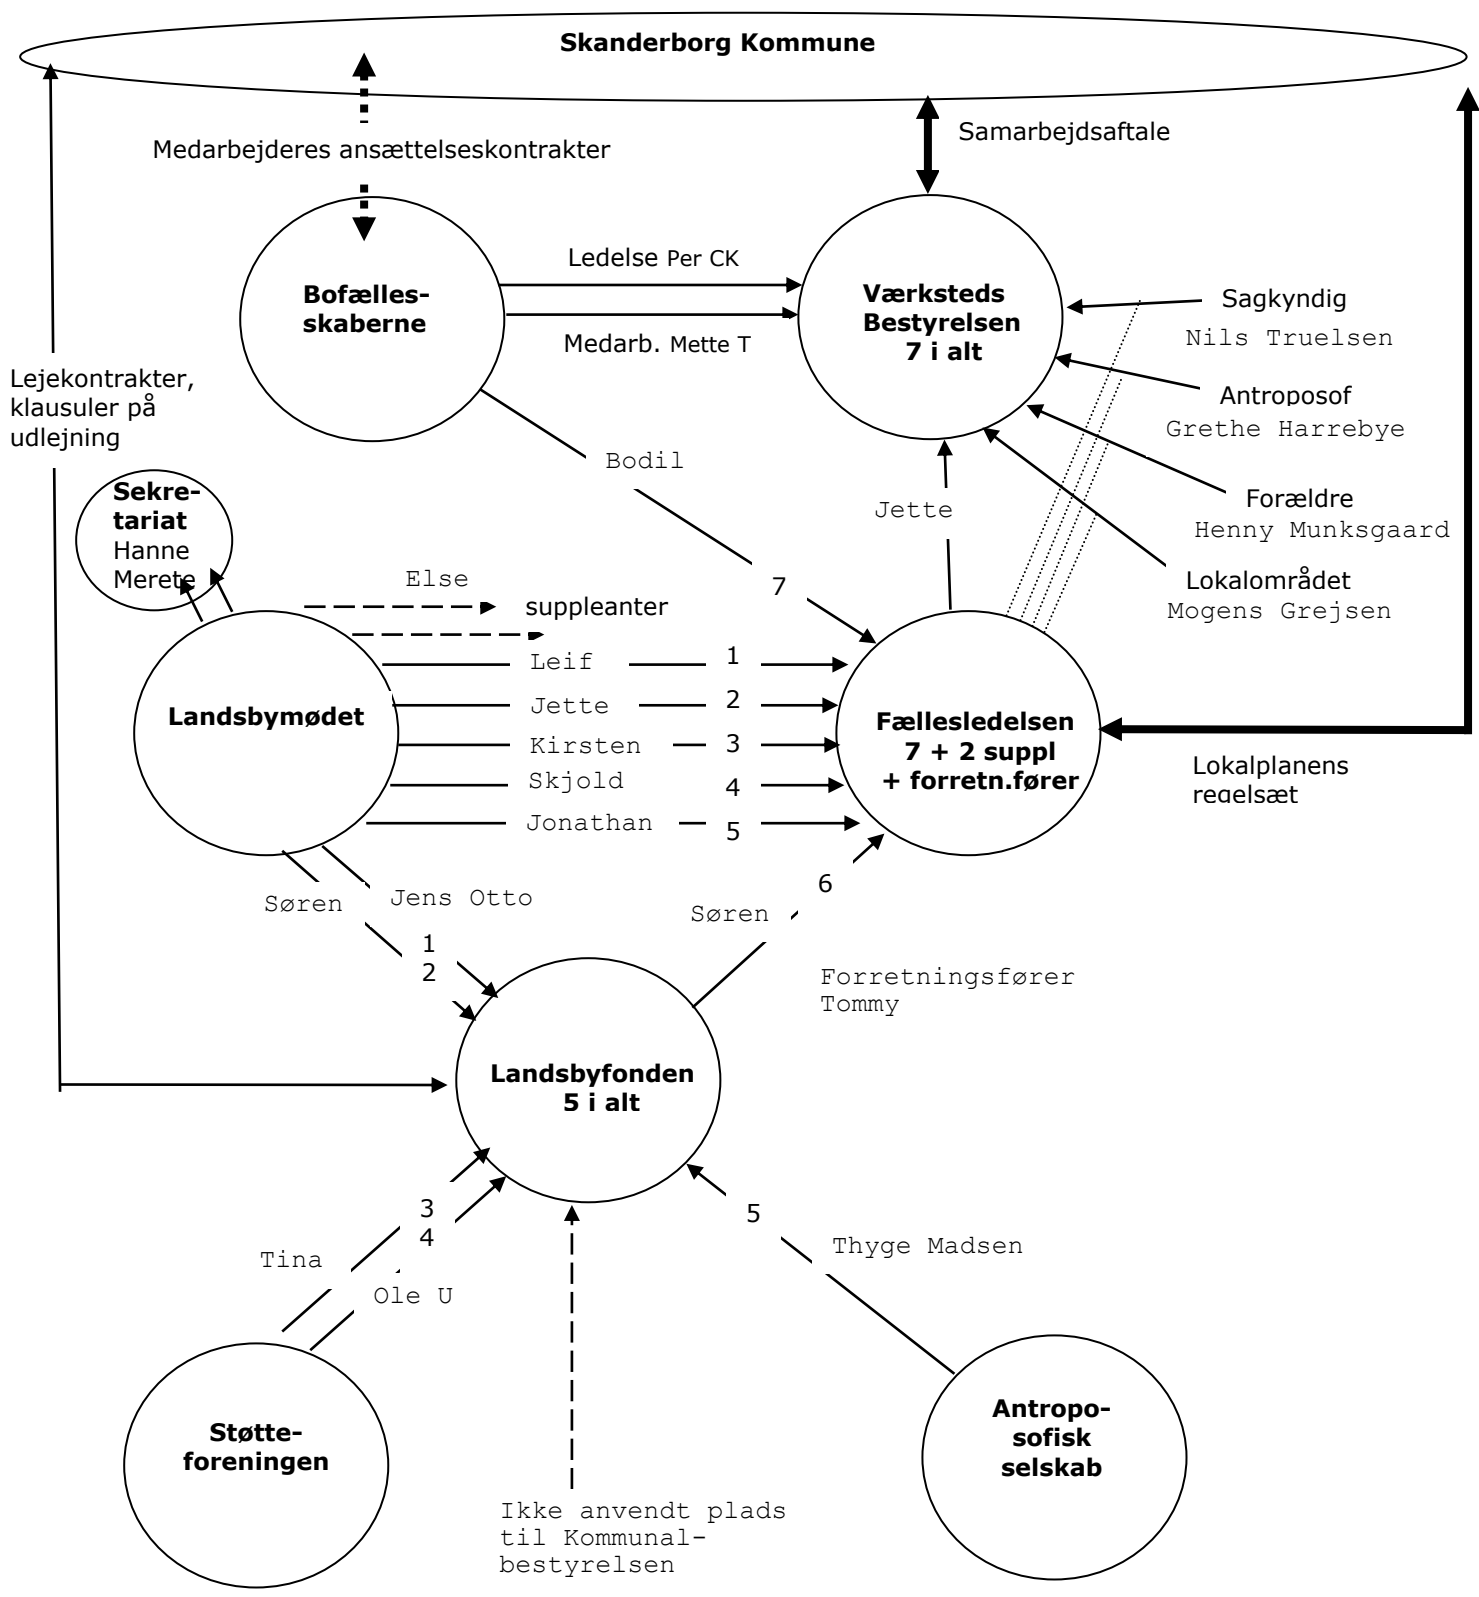 Skanderborg Kommune
Samarbejdsaftale
Medarbejderes ansættelseskontrakter
Ledelse Per CK
Bofælles-
skaberne
Værksteds
Bestyrelsen
7 i alt
Sagkyndig
Nils Truelsen
Medarb. Mette T
Lejekontrakter,
klausuler på
udlejning
Antroposof
Grethe Harrebye
Bodil
Sekre-
tariat
Hanne
Merete
Jette
Forældre
Henny Munksgaard
Else
7
Lokalområdet
Mogens Grejsen
suppleanter
Leif
1
Jette
2
Kirsten
3
Skjold
4
Jonathan
5
Landsbymødet
Fællesledelsen
7 + 2 suppl
+ forretn.fører
Lokalplanens
regelsæt
Søren
Jens Otto
1
2
Søren
6
Forretningsfører
Tommy
Landsbyfonden
5 i alt
3
4
5
Tina
Ole U
Thyge Madsen
Støtte-
foreningen
Antropo-
sofisk
selskab
Ikke anvendt plads
til Kommunal-
bestyrelsen